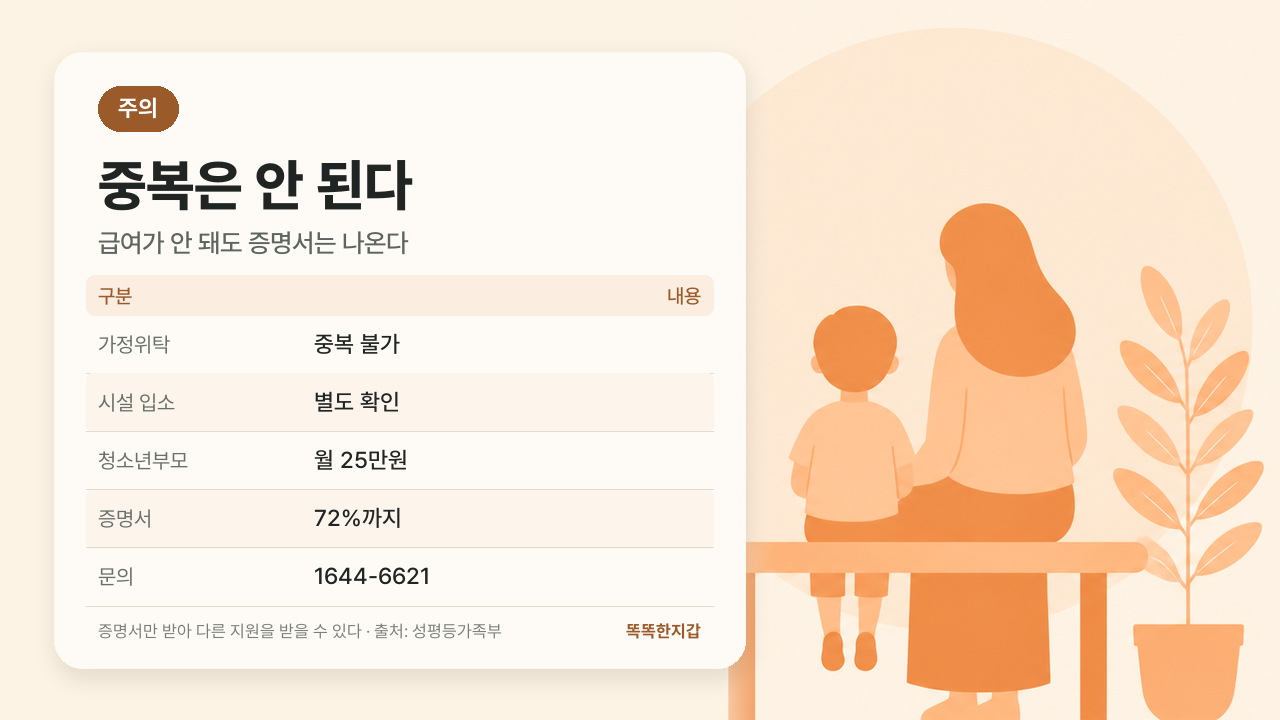 주의
중복은 안 된다
급여가 안 돼도 증명서는 나온다
구분 내용
가정위탁 중복 불가
시설 입소 별도 확인
청소년부모 월 25만원
증명서 72%까지
문의 1644-6621
증명서만 받아 다른 지원을 받을 수 있다 · 출처: 성평등가족부 똑똑한지갑